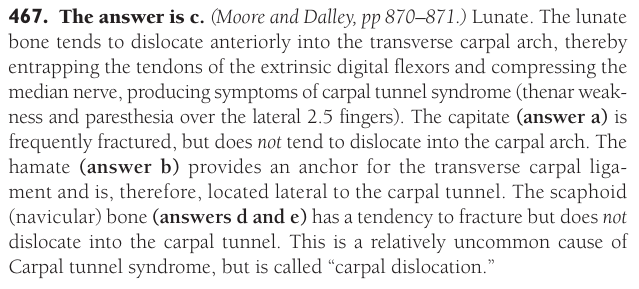 467. The answer is c. (Moore and Dalley, pp 870–871.) Lunate. The lunate
bone tends to dislocate anteriorly into the transverse carpal arch, thereby
entrapping the tendons of the extrinsic digital flexors and compressing the
median nerve, producing symptoms of carpal tunnel syndrome (thenar weak-
ness and paresthesia over the lateral 2.5 fingers). The capitate (answer a) is
frequently fractured, but does not tend to dislocate into the carpal arch. The
hamate (answer b) provides an anchor for the transverse carpal liga-
ment and is, therefore, located lateral to the carpal tunnel. The scaphoid
(navicular) bone (answers d and e) has a tendency to fracture but does not
dislocate into the carpal tunnel. This is a relatively uncommon cause of
Carpal tunnel syndrome, but is called “carpal dislocation.”